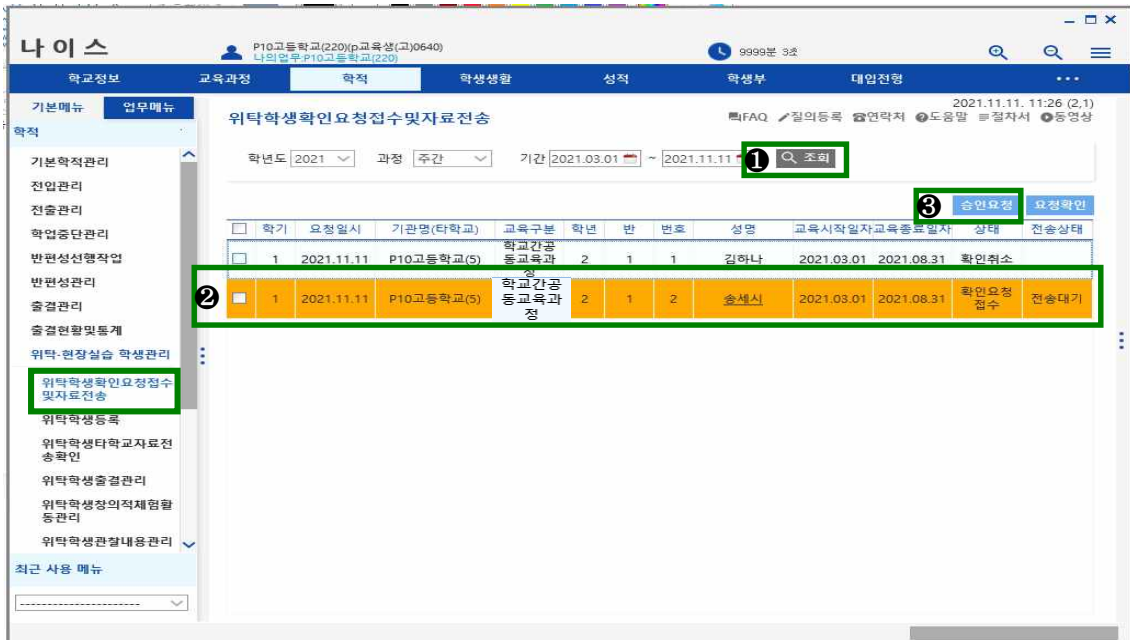 나이스
P10고등학교(220)(p교육생(고)0640)
나의업무:P10고등학교(220)
9999분 3초
학교정보 교육과정 학적 학생생활 성적 학생부 대입전형 •••
기본메뉴 업무메뉴
학적
기본학적관리
전입관리
전출관리
학업중단관리
반편성선행작업
반편성관리
출결관리
출결현황및통계
위탁·현장실습 학생관리
위탁학생확인요청접수
및자료전송
위탁학생등록
위탁학생타학교자료전
송확인
위탁학생출결관리
위탁학생창의적체험활
동관리
위탁학생관찰내용관리
최근 사용 메뉴
----------------------
2021.11.11. 11:26 (2,1)
위탁학생확인요청접수및자료전송
FAQ 질의등록 연락처 도움말 절차서 동영상
학년도 2021 과정 주간 기간 2021.03.01 ~ 2021.11.11 ❶ 조회
❸ 승인요청 요청확인
학기 요청일시 기관명(타학교) 교육구분 학년 반 번호 성명 교육시작일자 교육종료일자 상태 전송상태
1 2021.11.11 P10고등학교(5) 학교간공동교육과정 2 1 1 김하나 2021.03.01 2021.08.31 확인취소
❷ 1 2021.11.11 P10고등학교(5) 학교간공동교육과정 2 1 2 송세시 2021.03.01 2021.08.31 확인요청접수 전송대기